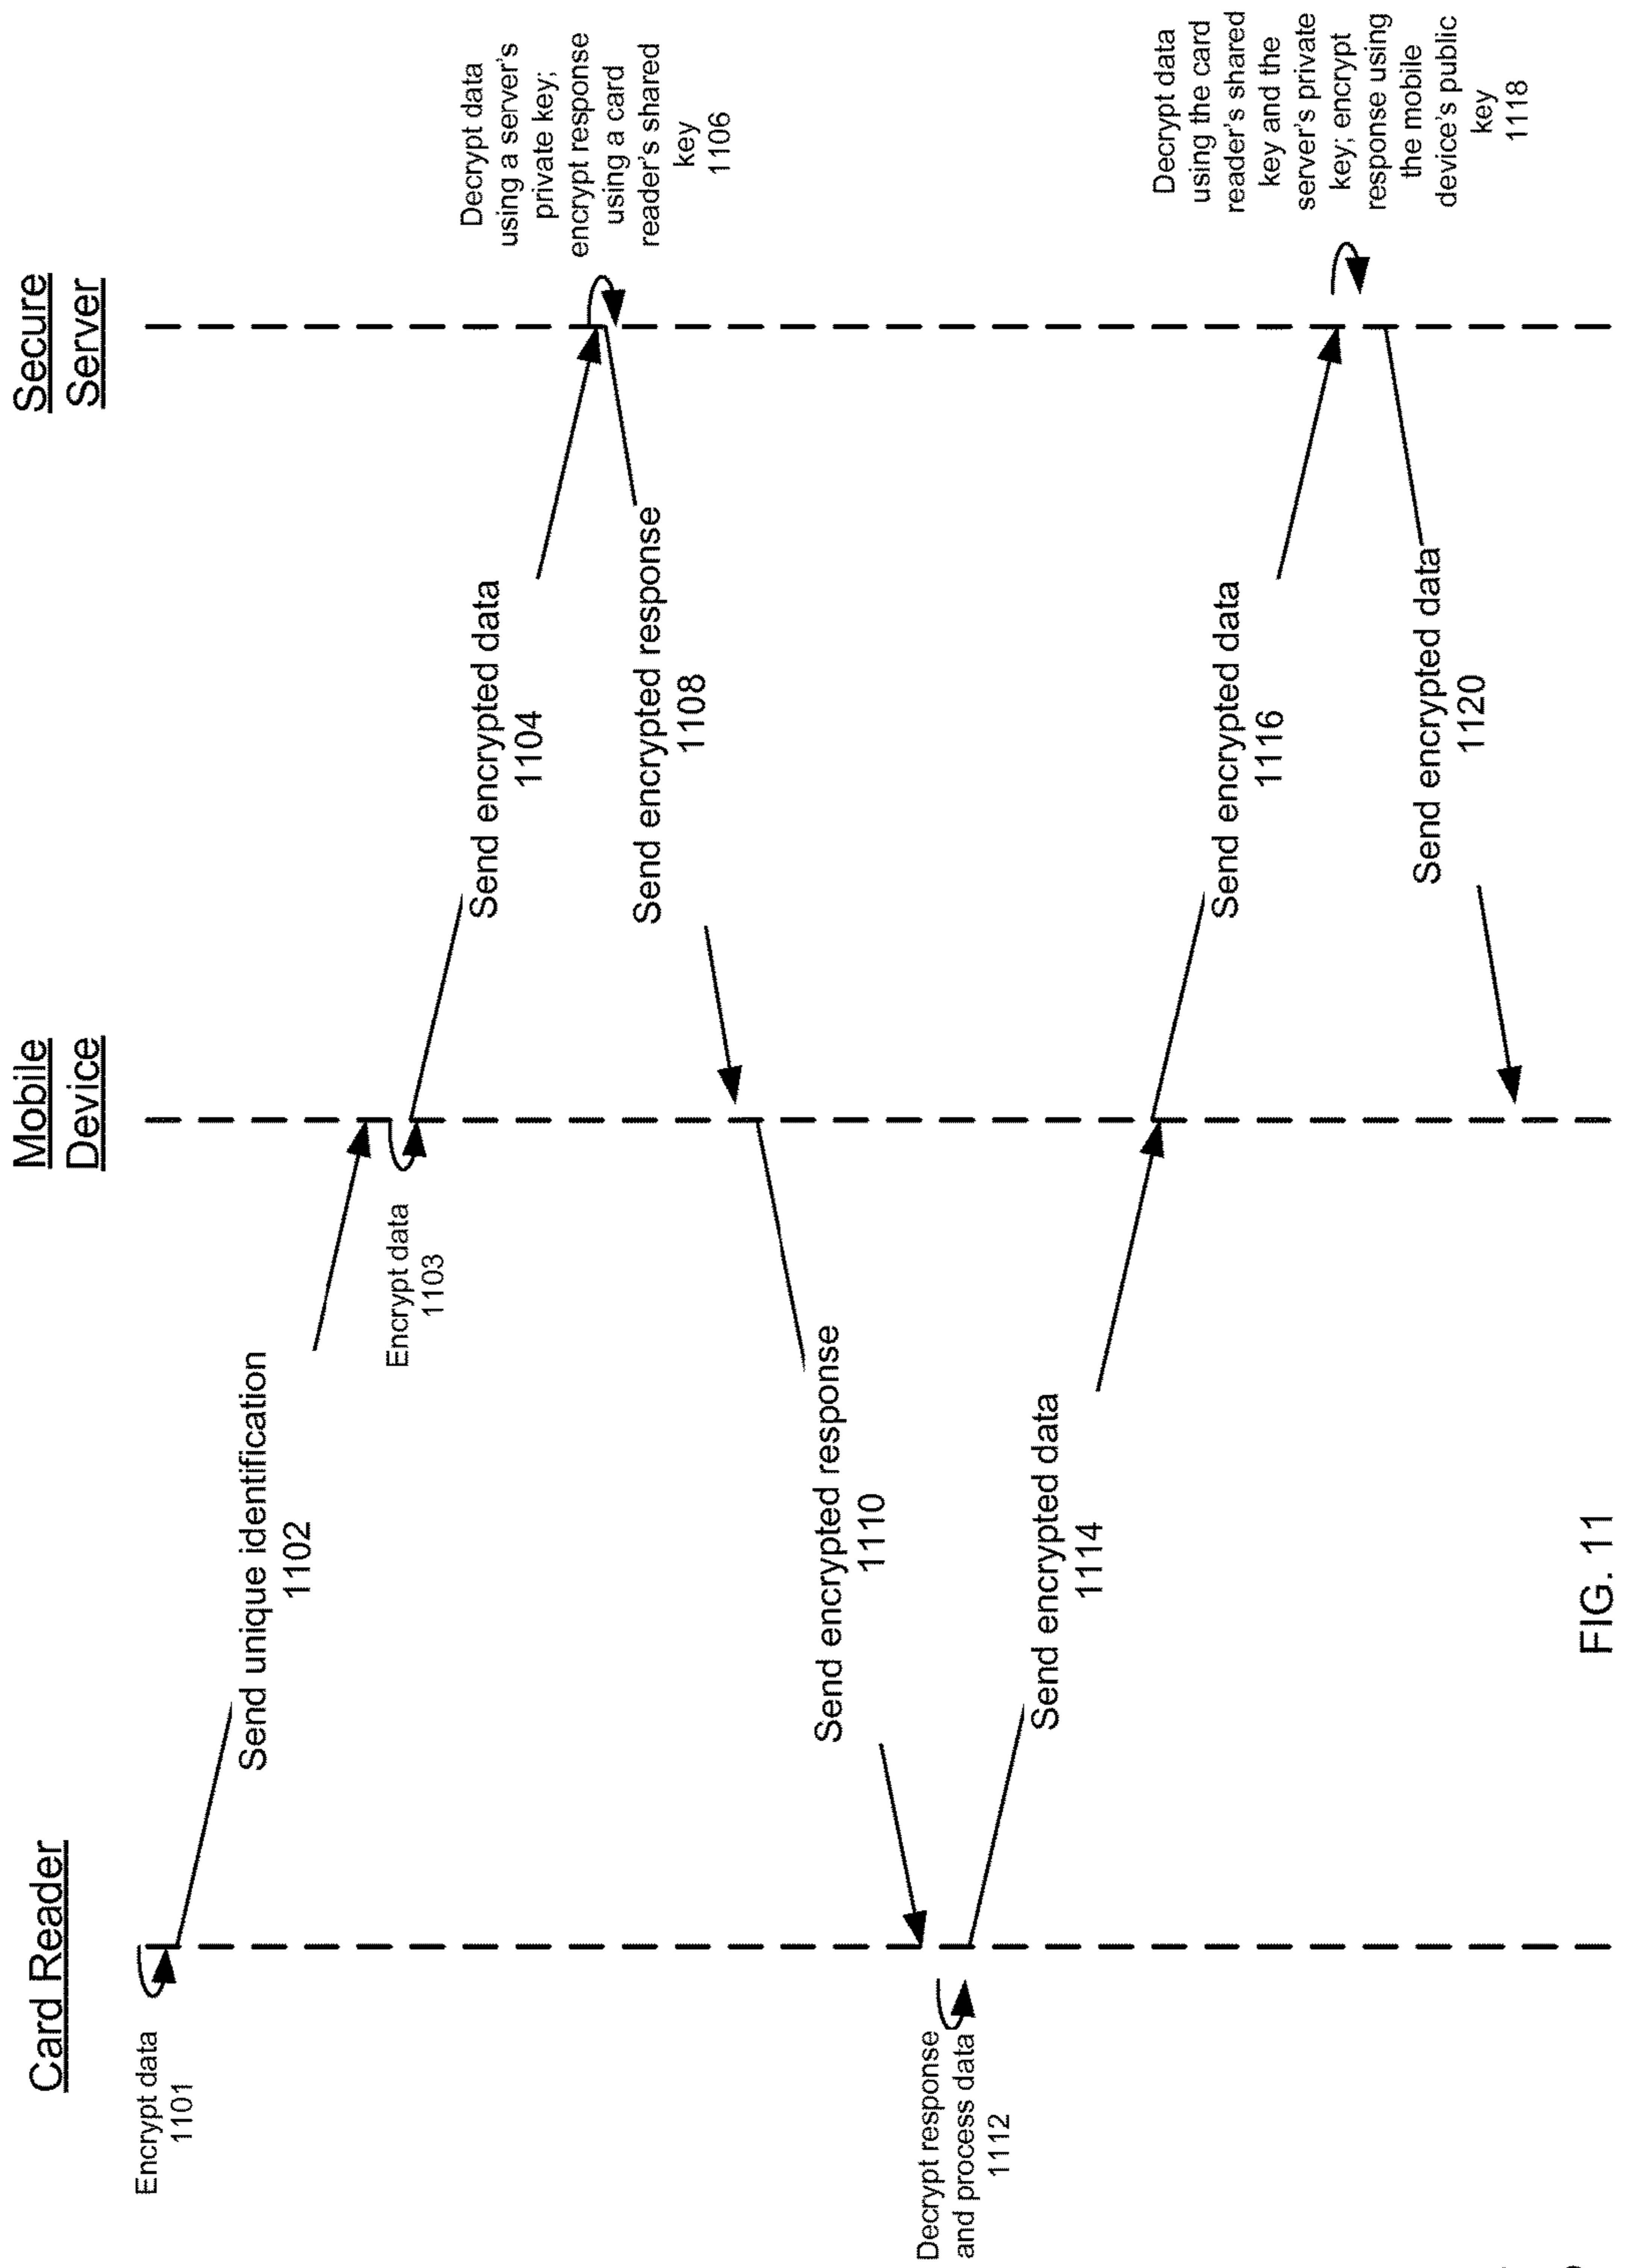 Card Reader
Mobile
Device
Secure
Server
Encrypt data
1101
Send unique identification
1102
Encrypt data
1103
Send encrypted data
1104
Decrypt data
using a server's
private key;
encrypt response
using a card
reader's shared
key
1106
Send encrypted response
1108
Send encrypted response
1110
Decrypt response
and process data
1112
Send encrypted data
1114
Send encrypted data
1116
Decrypt data
using the card
reader's shared
key and the
server's private
key; encrypt
response using
the mobile
device's public
key
1118
Send encrypted data
1120
FIG. 11